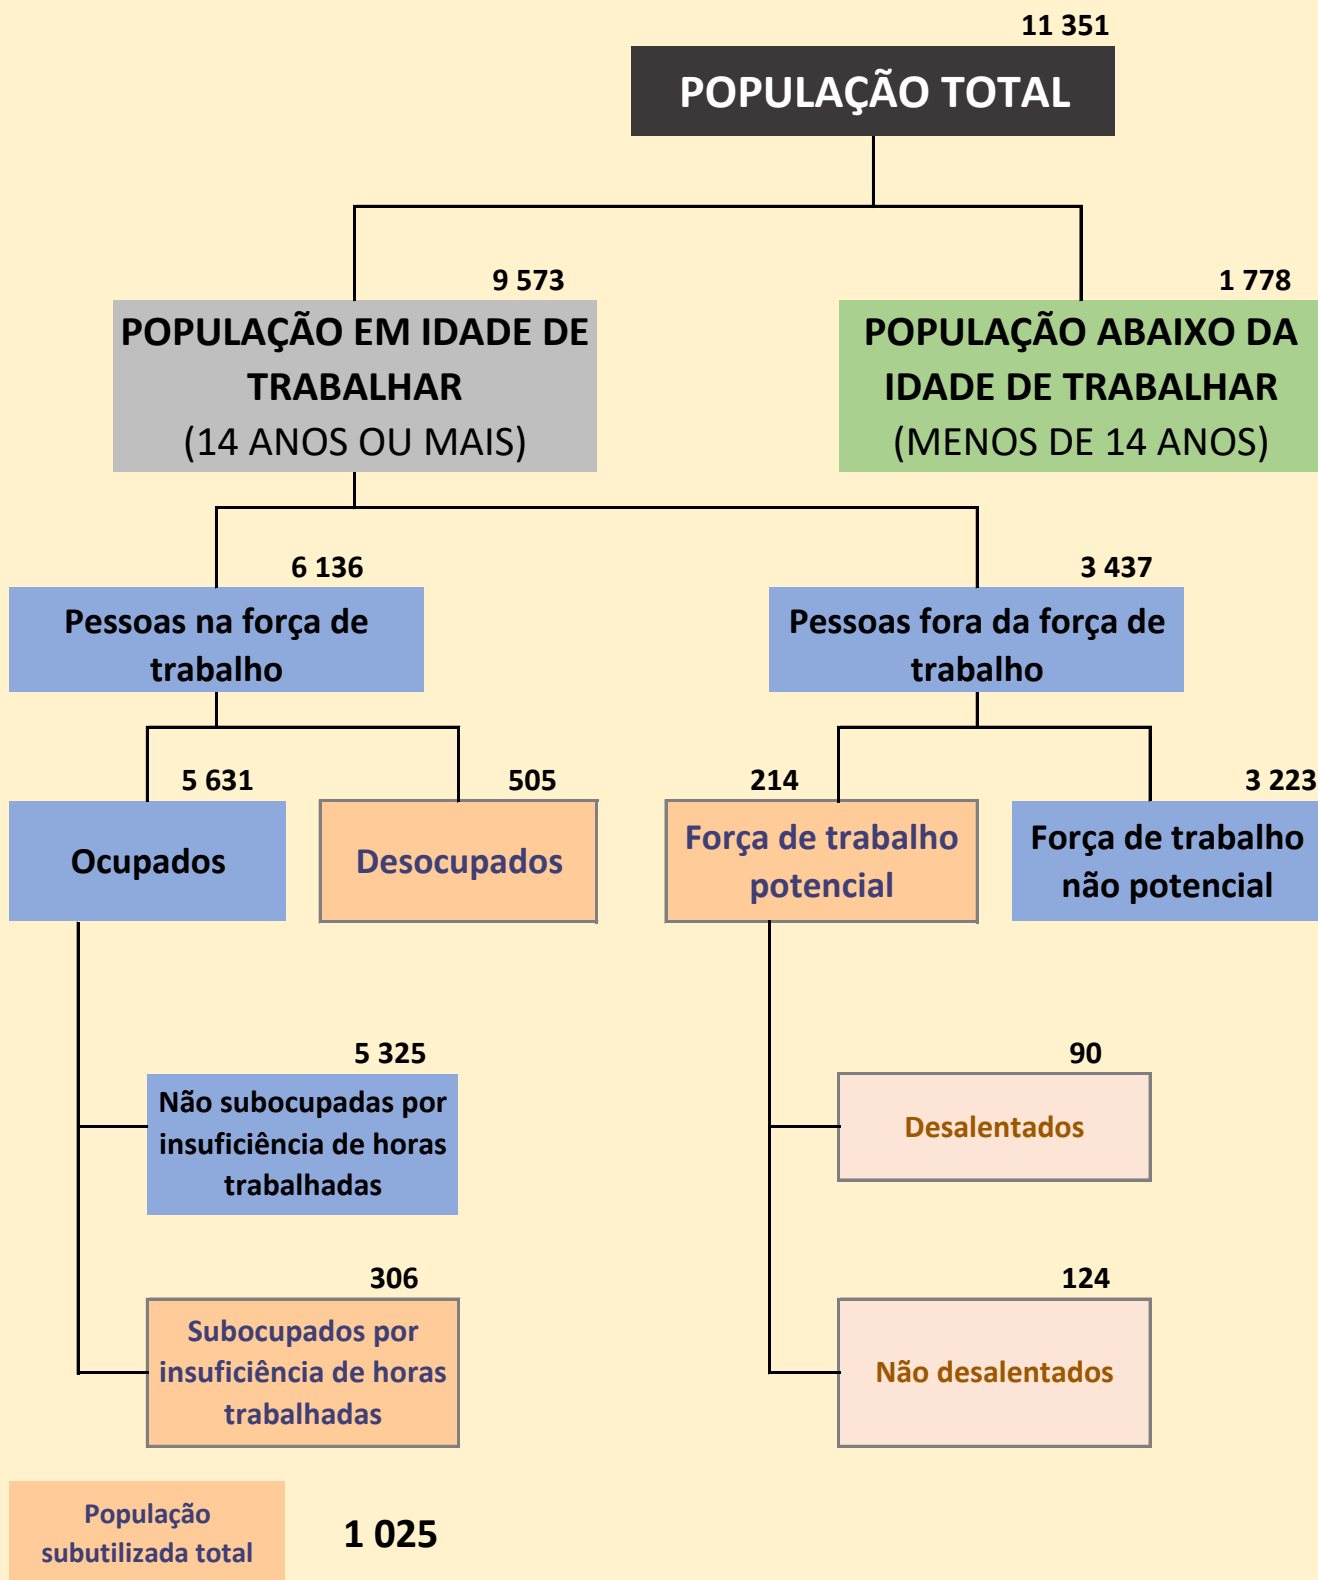 11 351
POPULAÇÃO TOTAL
9 573
POPULAÇÃO EM IDADE DE
TRABALHAR
(14 ANOS OU MAIS)
1 778
POPULAÇÃO ABAIXO DA
IDADE DE TRABALHAR
(MENOS DE 14 ANOS)
6 136
Pessoas na força de
trabalho
3 437
Pessoas fora da força de
trabalho
5 631
Ocupados
505
Desocupados
214
Força de trabalho
potencial
3 223
Força de trabalho
não potencial
5 325
Não subocupadas por
insuficiência de horas
trabalhadas
90
Desalentados
306
Subocupados por
insuficiência de horas
trabalhadas
124
Não desalentados
População
subutilizada total
1 025